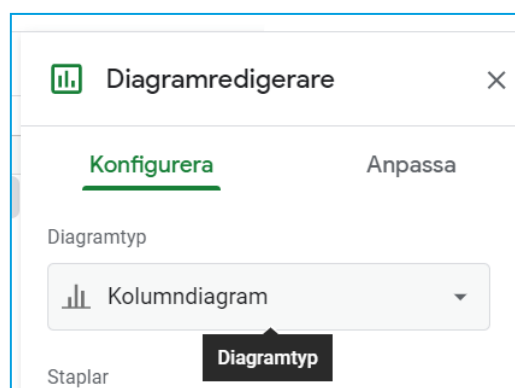 Diagramredigerare
Konfigurera Anpassa
Diagramtyp
Kolumndiagram
Diagramtyp
Staplar